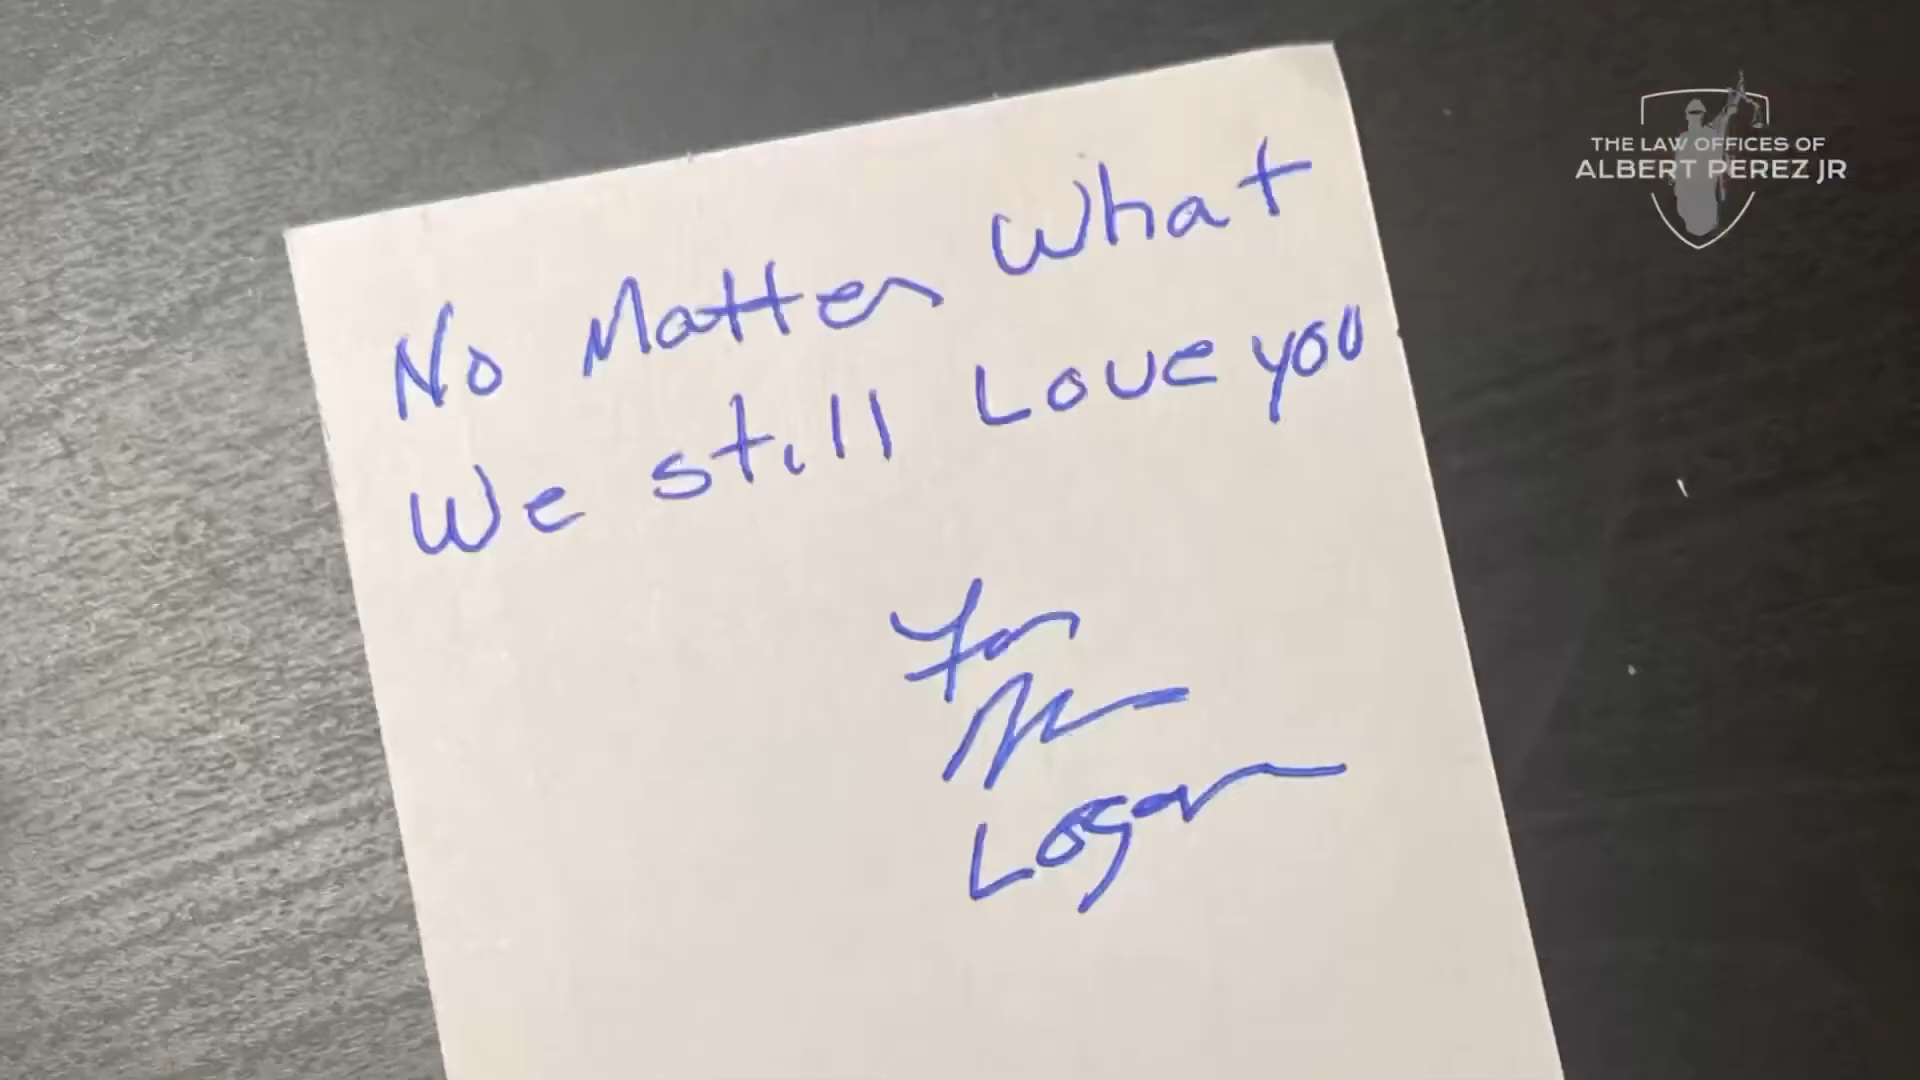 No Matter What
We still Love you
For
Logan
THE LAW OFFICES OF
ALBERT PEREZ JR